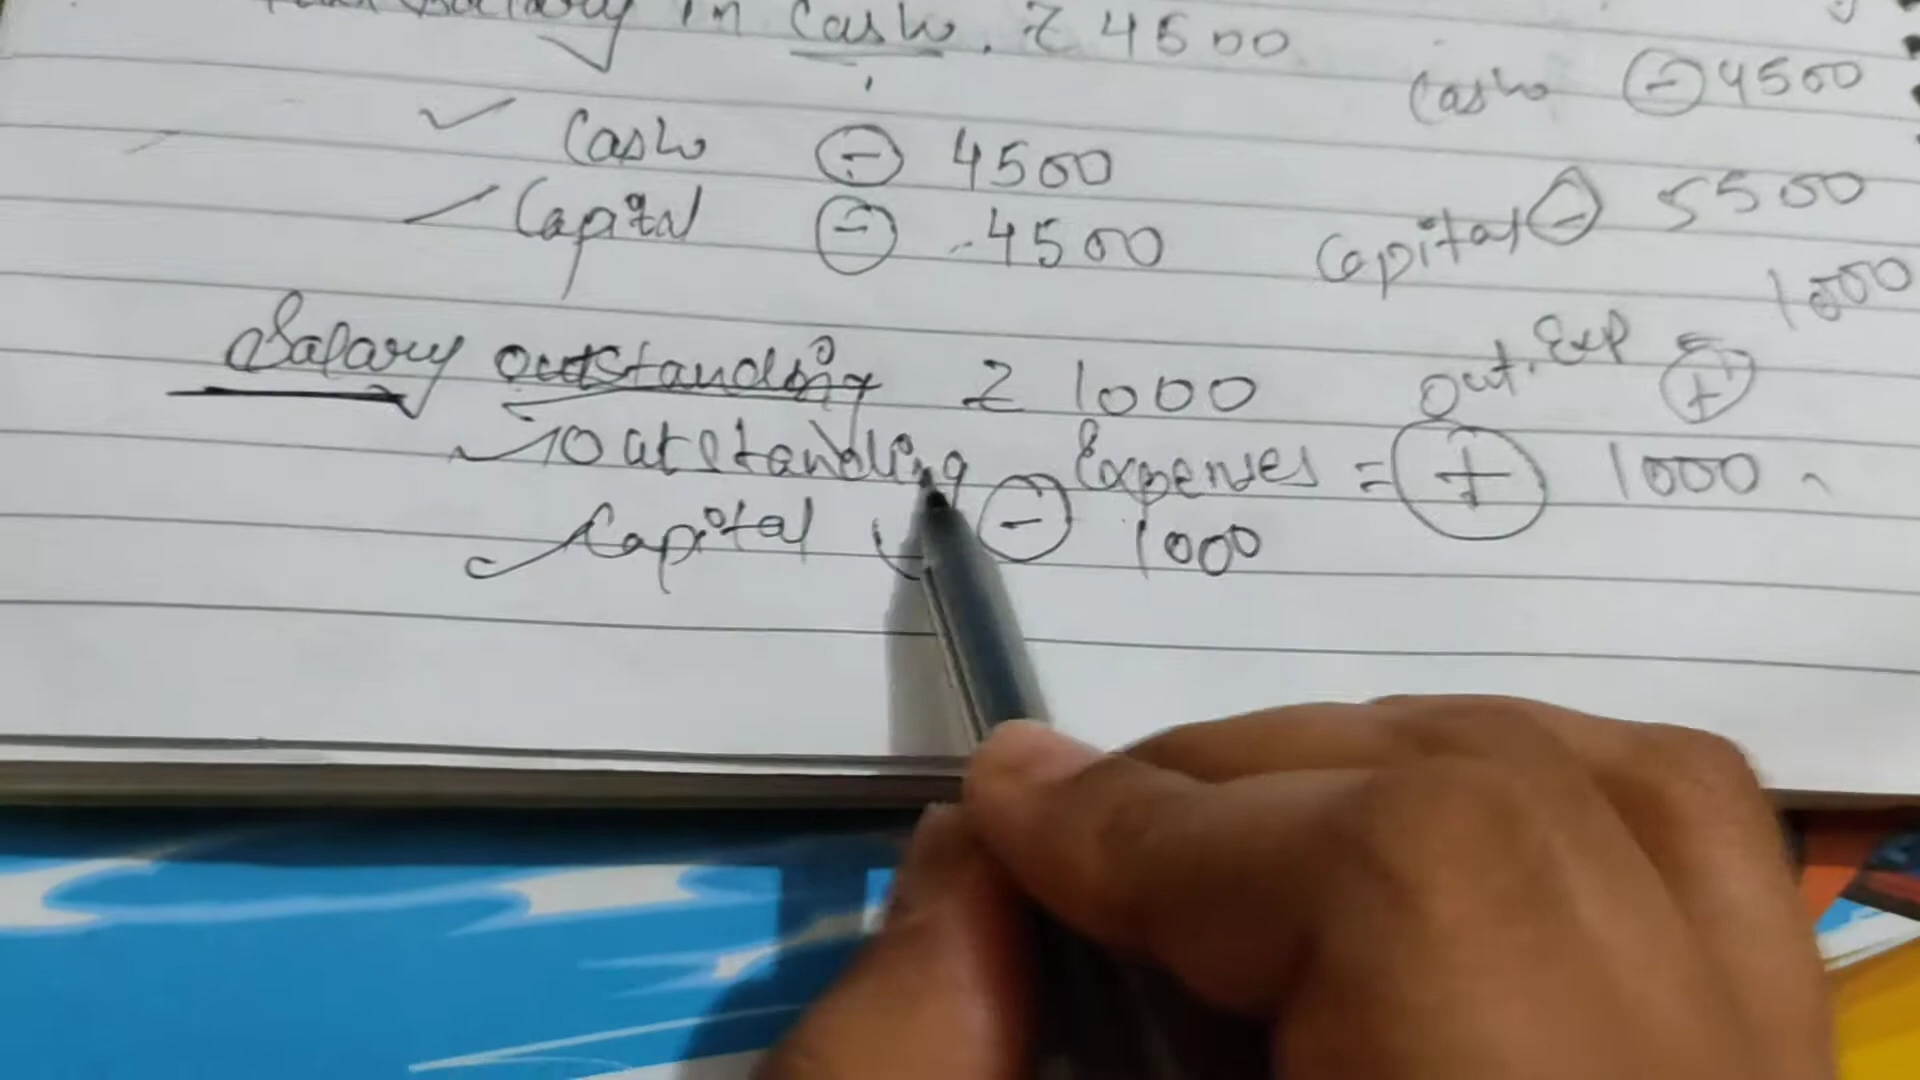 Salary in Cash. ₹ 4500
Cash ⊖ 4500
Cash ⊖ 4500
Capital ⊖ 4500
Capital ⊖ 5500
1000
Out. Exp ⊕
Salary outstanding ₹ 1000
Outstanding Expenses = ⊕ 1000
Capital ⊖ 1000